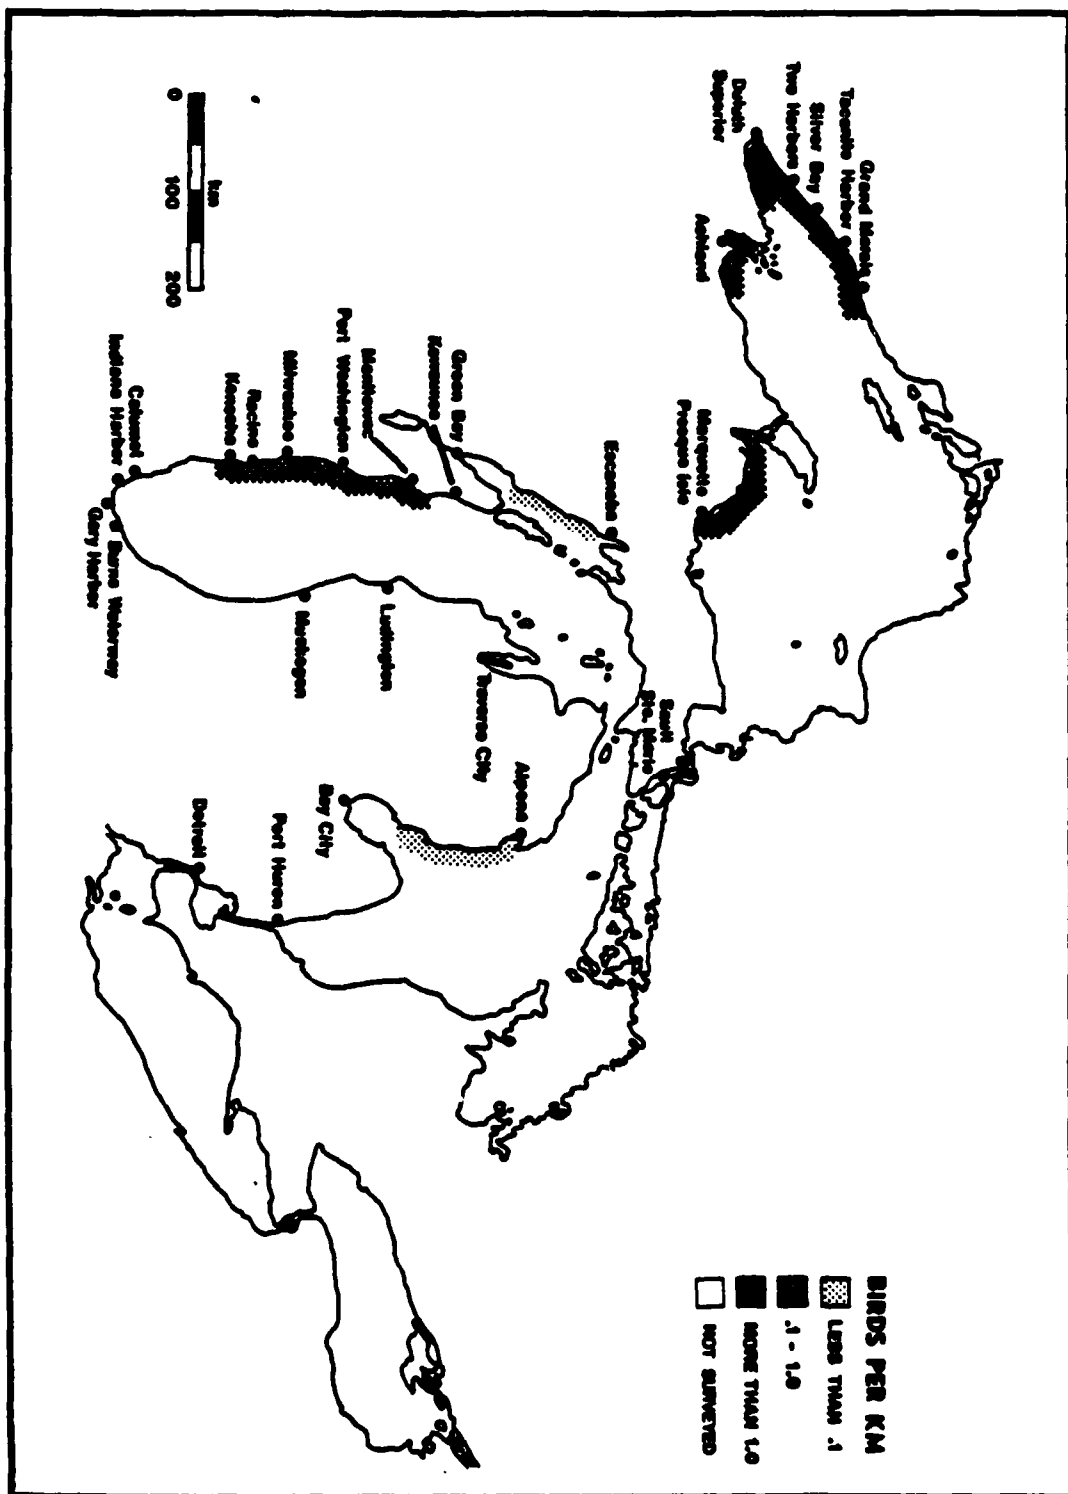 Grand Marais
Taconite Harbor
Silver Bay
Two Harbors
Duluth
Superior
Ashland
Marquette
Presque Isle
Escanaba
Green Bay
Kewaunee
Manitowoc
Port Washington
Milwaukee
Racine
Kenosha
Calumet
Indiana Harbor
Burns Waterway
Gary Harbor
Muskegon
Ludington
Traverse City
Sault
Ste. Marie
Alpena
Bay City
Port Huron
Detroit
km
0 100 200
BIRDS PER KM
LESS THAN .1
.1 - 1.0
MORE THAN 1.0
NOT SURVEYED